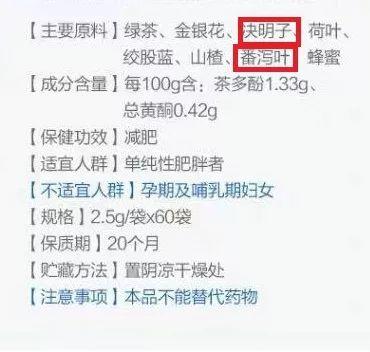 【主要原料】绿茶、金银花、决明子、荷叶、
绞股蓝、山楂、番泻叶、蜂蜜
【成分含量】每100g含：茶多酚1.33g、
总黄酮0.42g
【保健功效】减肥
【适宜人群】单纯性肥胖者
【不适宜人群】孕期及哺乳期妇女
【规格】2.5g/袋x60袋
【保质期】20个月
【贮藏方法】置阴凉干燥处
【注意事项】本品不能替代药物